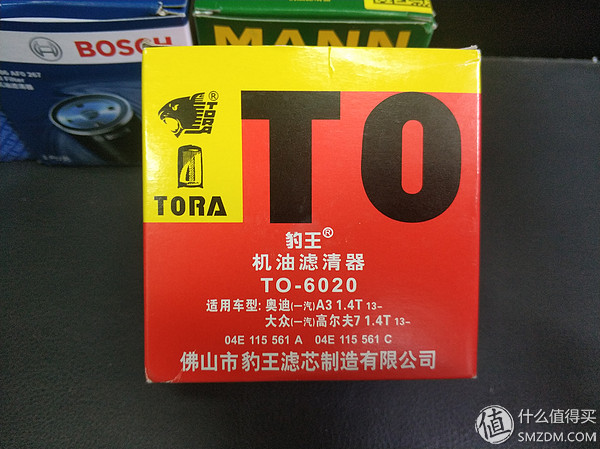 BOSCH
MANN
TORA
®
TORA
TO
豹王®
机油滤清器
TO-6020
适用车型: 奥迪(一汽)A3 1.4T 13-
大众(一汽)高尔夫7 1.4T 13-
04E 115 561 A 04E 115 561 C
佛山市豹王滤芯制造有限公司
值 什么值得买
SMZDM.COM